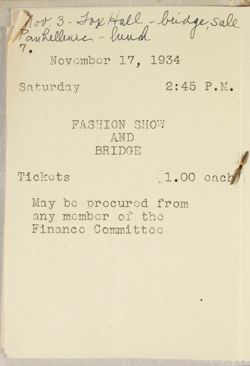 Nov. 3 - Fox Hall - bridge, sale
Panhellenic - lund
7.
November 17, 1934
Saturday 2:45 P.M.
FASHION SHOW
AND
BRIDGE
Tickets $1.00 each
May be procured from
any member of the
Finance Committee